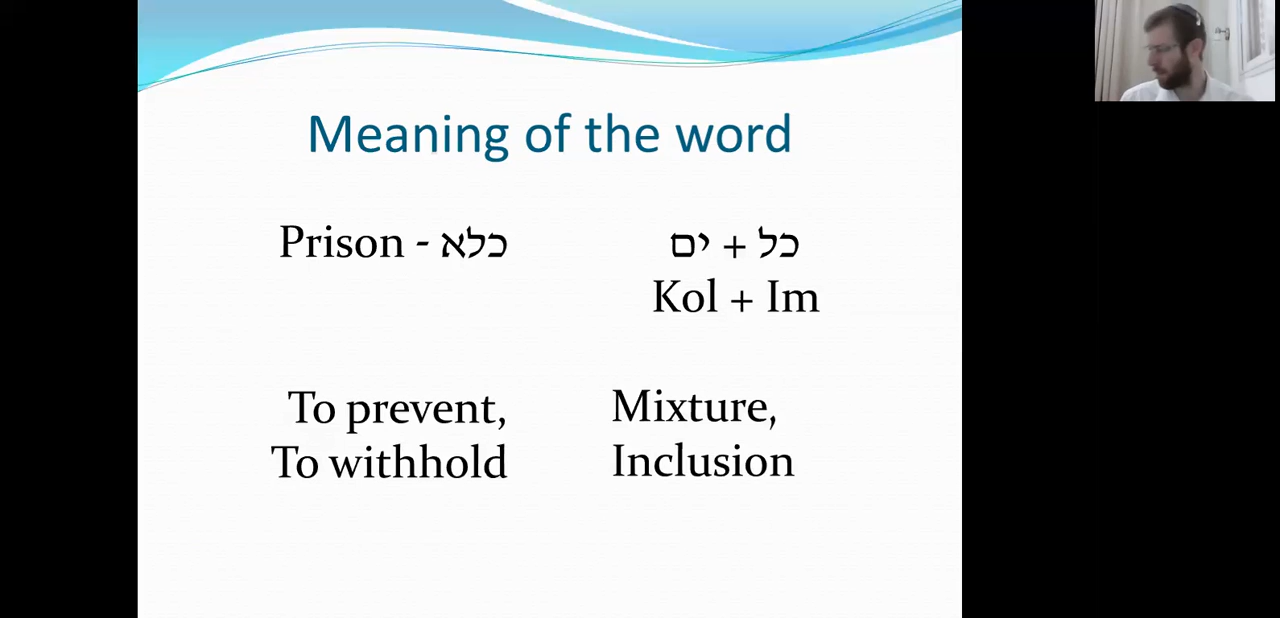 Meaning of the word
Prison - כלא
כל + ים
Kol + Im
To prevent,
To withhold
Mixture,
Inclusion